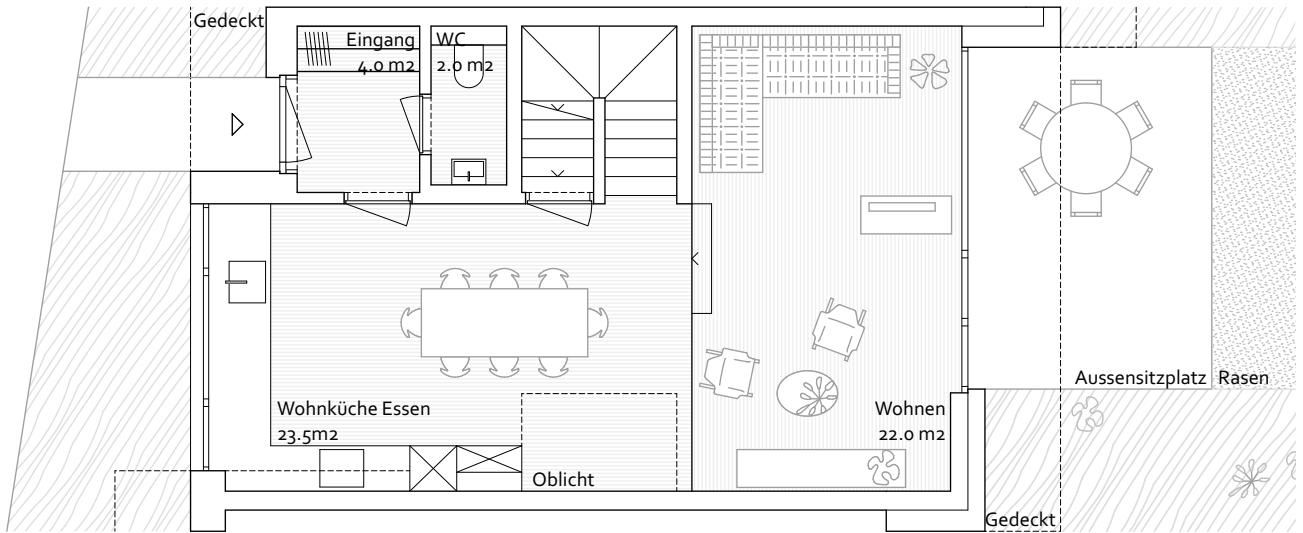 Gedeckt
Eingang
4.0 m2
WC
2.0 m2
Wohnküche Essen
23.5m2
Oblicht
Wohnen
22.0 m2
Aussensitzplatz
Rasen
Gedeckt